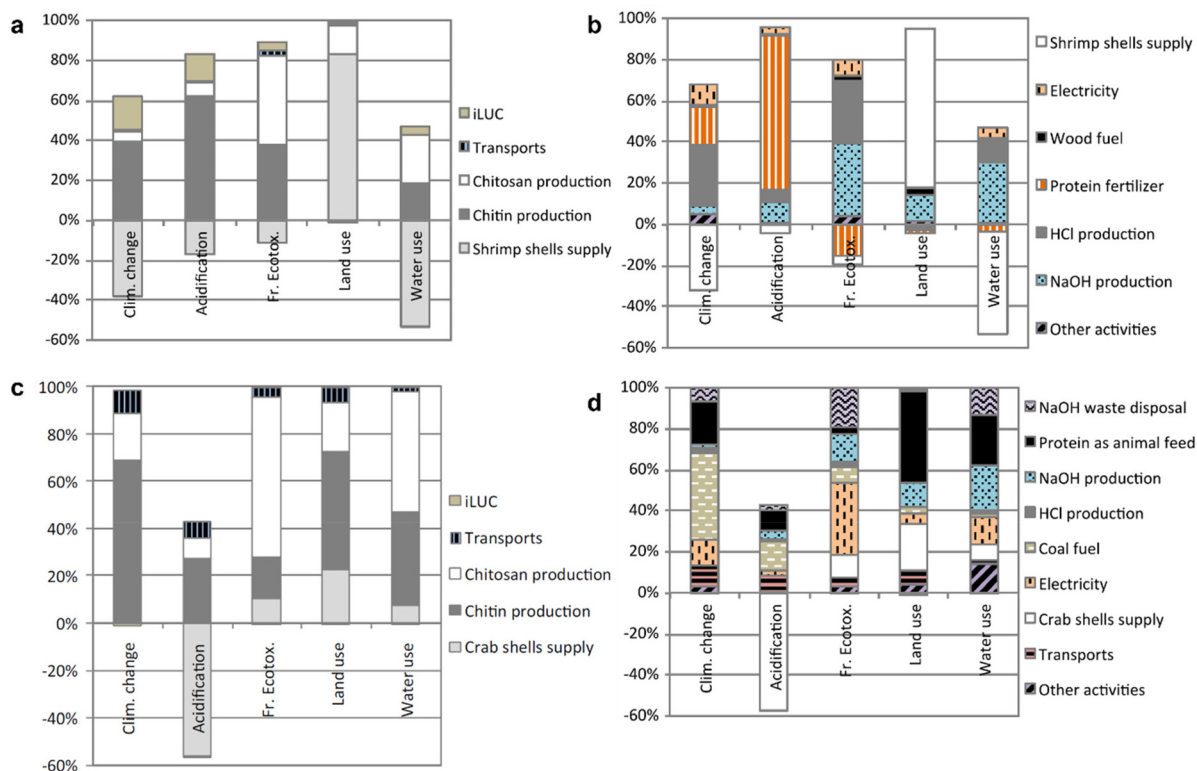 a
100%
80%
60%
40%
20%
0%
-20%
-40%
-60%
Clim. change
Acidification
Fr. Ecotox.
Land use
Water use
iLUC
Transports
Chitosan production
Chitin production
Shrimp shells supply
b
100%
80%
60%
40%
20%
0%
-20%
-40%
-60%
Clim. change
Acidification
Fr. Ecotox.
Land use
Water use
Shrimp shells supply
Electricity
Wood fuel
Protein fertilizer
HCl production
NaOH production
Other activities
c
100%
80%
60%
40%
20%
0%
-20%
-40%
-60%
Clim. change
Acidification
Fr. Ecotox.
Land use
Water use
iLUC
Transports
Chitosan production
Chitin production
Crab shells supply
d
100%
80%
60%
40%
20%
0%
-20%
-40%
-60%
Clim. change
Acidification
Fr. Ecotox.
Land use
Water use
NaOH waste disposal
Protein as animal feed
NaOH production
HCl production
Coal fuel
Electricity
Crab shells supply
Transports
Other activities